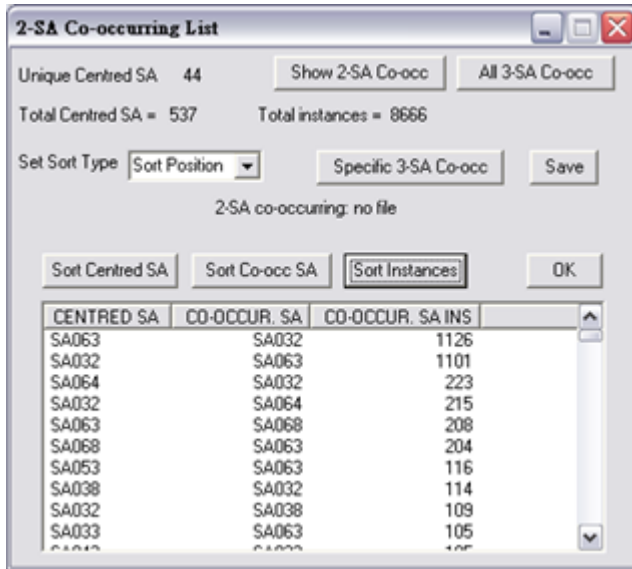 2-SA Co-occurring List
Unique Centred SA 44 Show 2-SA Co-occ All 3-SA Co-occ
Total Centred SA = 537 Total instances = 8666
Set Sort Type Sort Position Specific 3-SA Co-occ Save
2-SA co-occurring: no file
Sort Centred SA Sort Co-occ SA Sort Instances OK
CENTRED SA CO-OCCUR. SA CO-OCCUR. SA INS
SA063 SA032 1126
SA032 SA063 1101
SA064 SA032 223
SA032 SA064 215
SA063 SA068 208
SA068 SA063 204
SA053 SA063 116
SA038 SA032 114
SA032 SA038 109
SA033 SA063 105